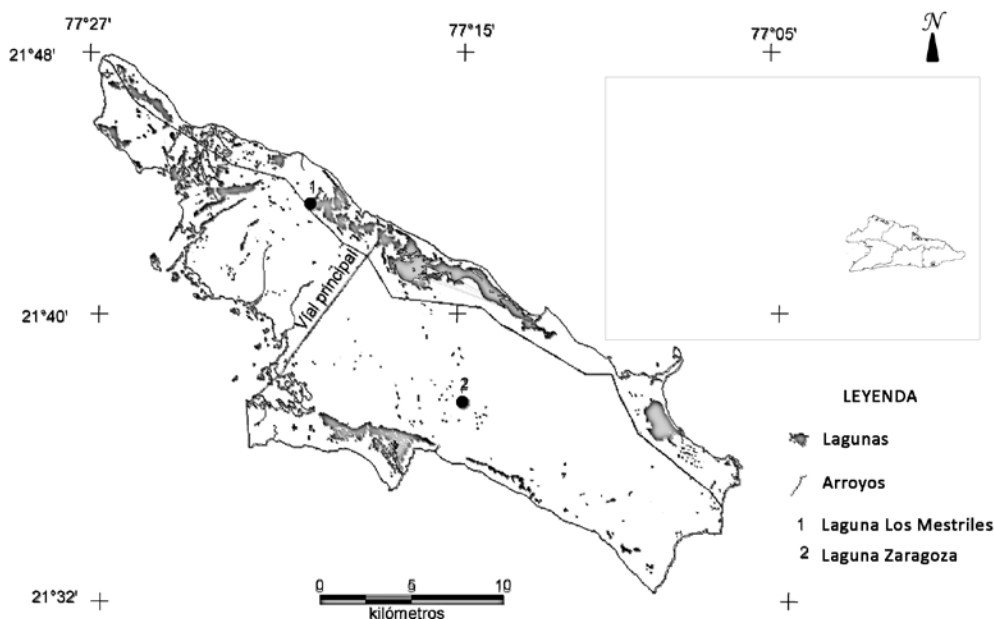 77°27'
77°15'
77°05'
N
21°48'
1
Vial principal
21°40'
2
LEYENDA
Lagunas
Arroyos
1 Laguna Los Mestriles
2 Laguna Zaragoza
0 5 10
kilómetros
21°32'